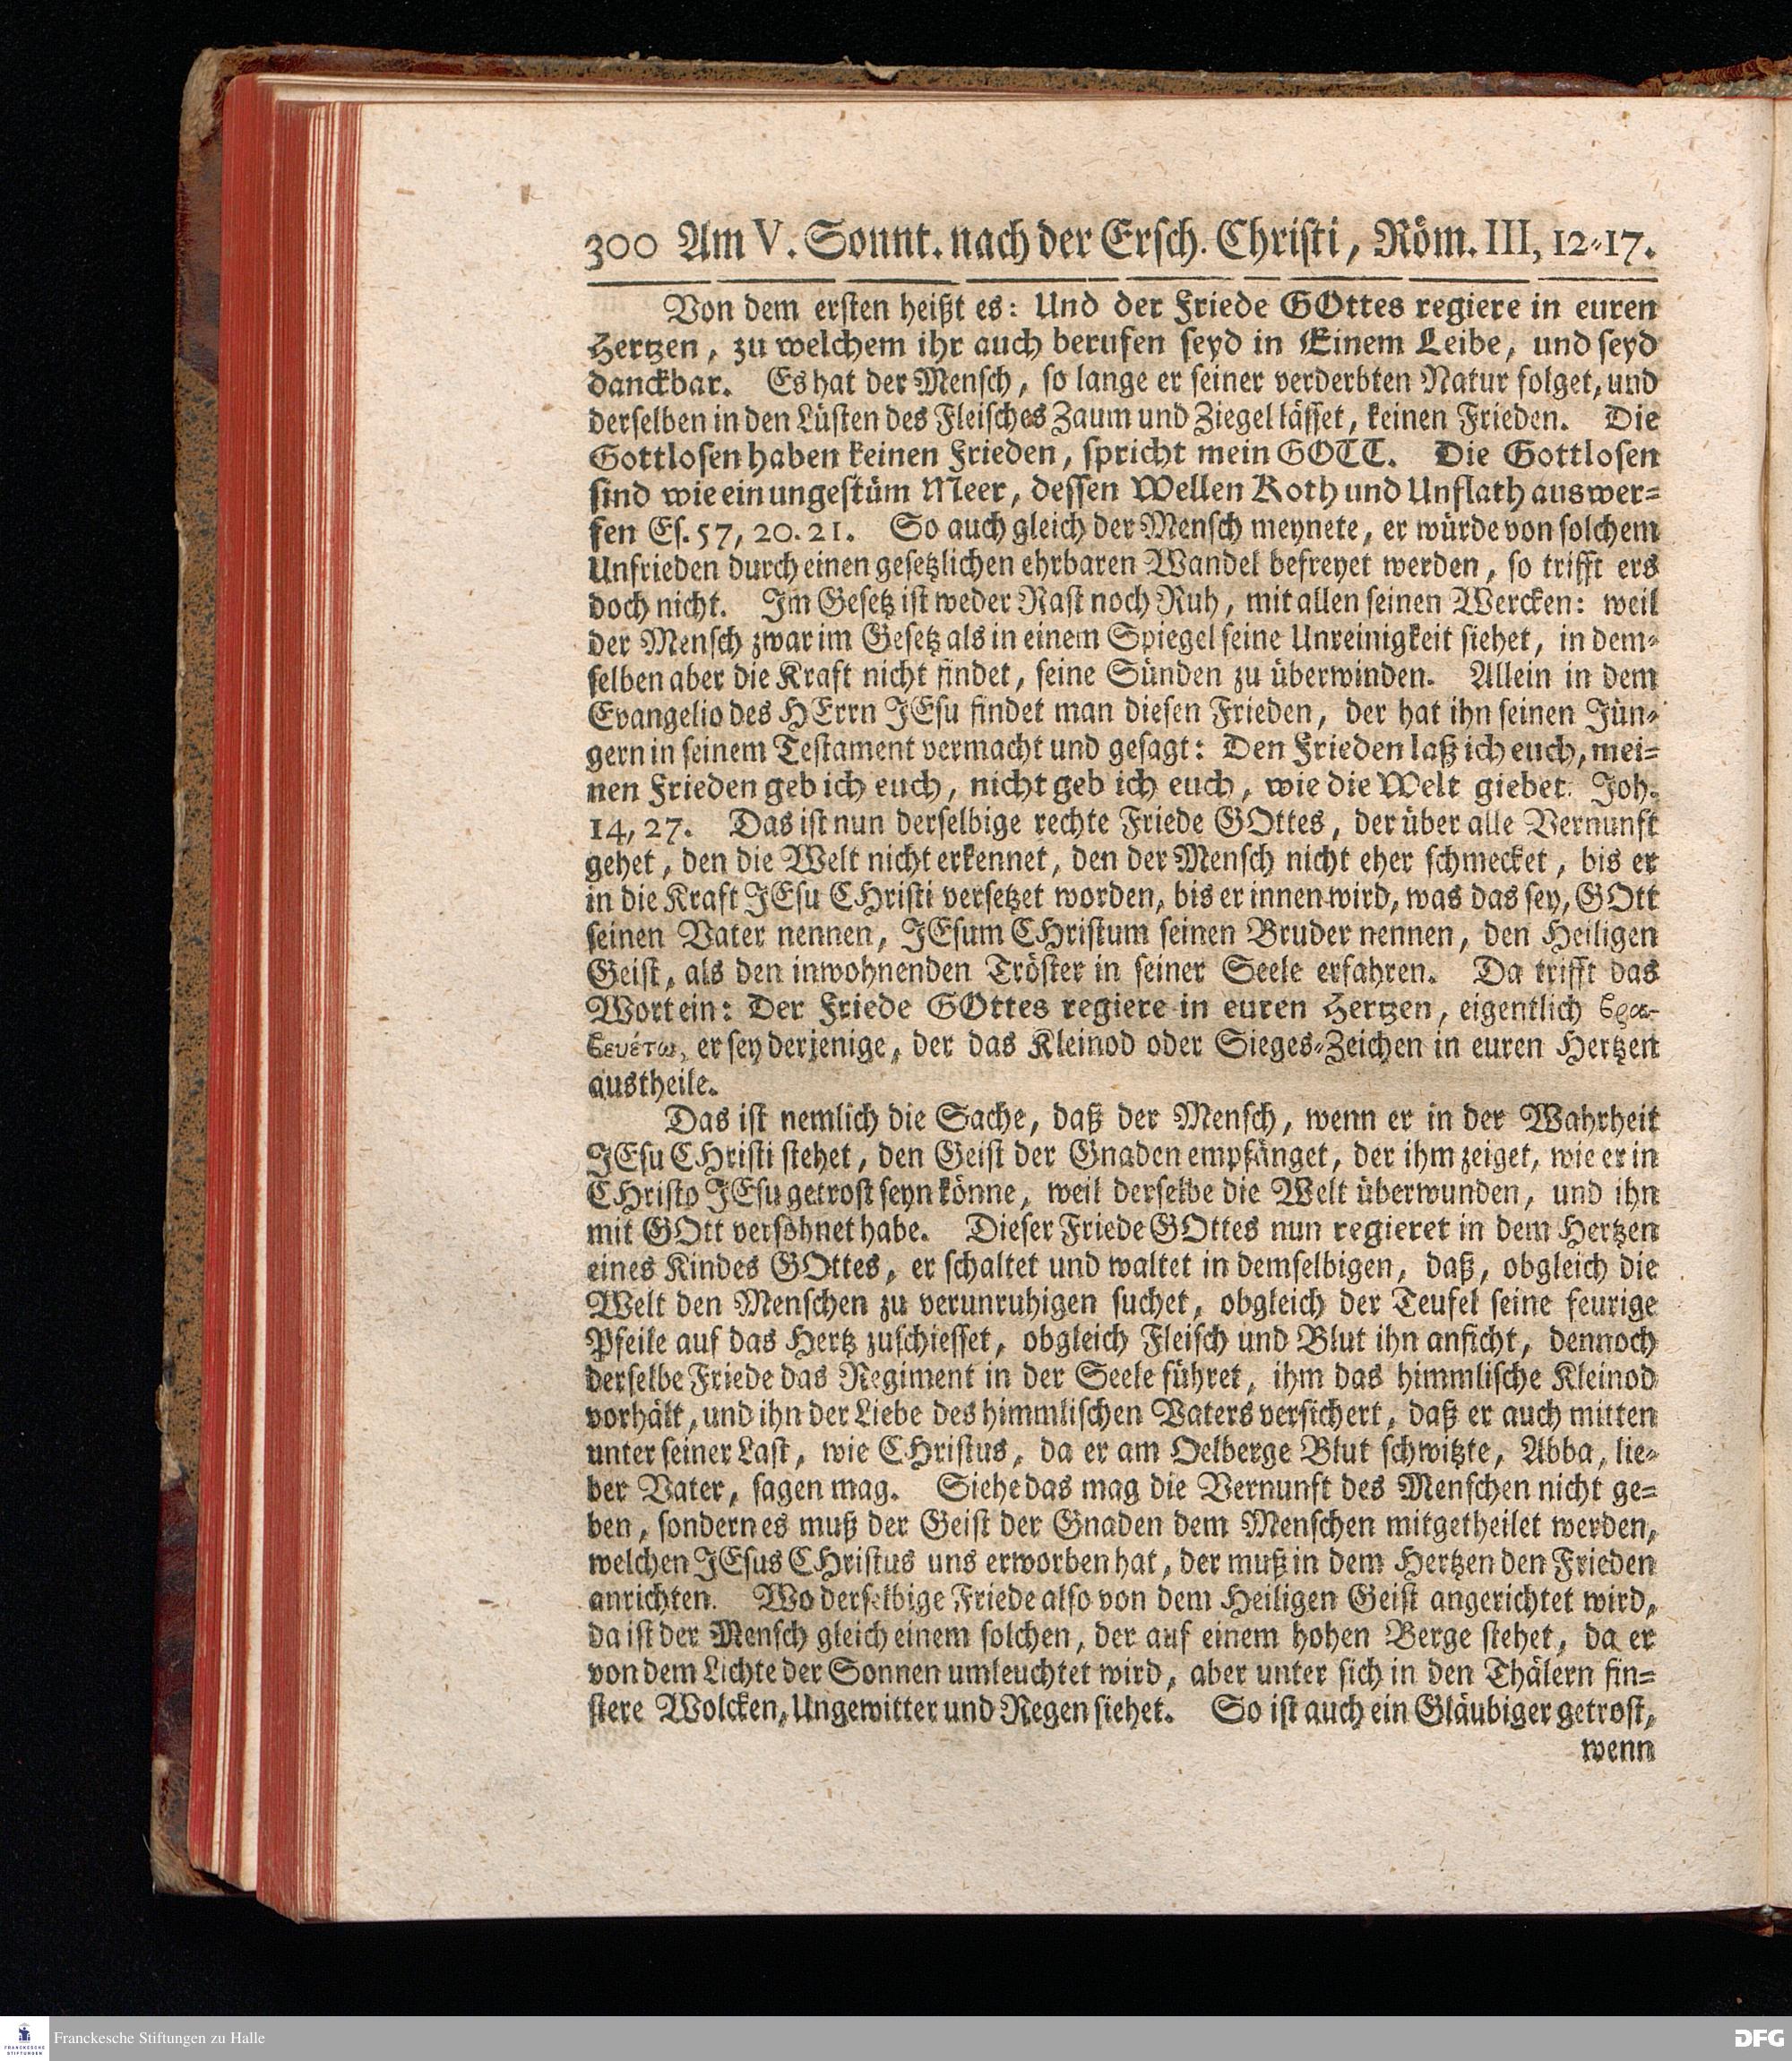 300 Am V. Sonnt. nach der Ersch. Christi, Röm. III, 12-17.
Von dem ersten heißt es: Und der Friede GOttes regiere in euren
Hertzen, zu welchem ihr auch berufen seyd in Einem Leibe, und seyd
danckbar. Es hat der Mensch, so lange er seiner verderbten Natur folget, und
derselben in den Lüsten des Fleisches Zaum und Ziegel lässet, keinen Frieden. Die
Gottlosen haben keinen Frieden, spricht mein GOTT. Die Gottlosen
sind wie ein ungestüm Meer, dessen Wellen Koth und Unflath auswer-
fen Es. 57, 20. 21. So auch gleich der Mensch meynete, er würde von solchem
Unfrieden durch einen gesetzlichen ehrbaren Wandel befreyet werden, so trifft ers
doch nicht. Im Gesetz ist weder Rast noch Ruh, mit allen seinen Wercken: weil
der Mensch zwar im Gesetz als in einem Spiegel seine Unreinigkeit siehet, in dem-
selben aber die Kraft nicht findet, seine Sünden zu überwinden. Allein in dem
Evangelio des HErrn JEsu findet man diesen Frieden, der hat ihn seinen Jün-
gern in seinem Testament vermacht und gesagt: Den Frieden laß ich euch, mei-
nen Frieden geb ich euch, nicht geb ich euch, wie die Welt giebet. Joh.
14, 27. Das ist nun derselbige rechte Friede GOttes, der über alle Vernunft
gehet, den die Welt nicht erkennet, den der Mensch nicht eher schmecket, bis er
in die Kraft JEsu CHristi versetzet worden, bis er innen wird, was das sey, GOtt
seinen Vater nennen, JEsum CHristum seinen Bruder nennen, den Heiligen
Geist, als den inwohnenden Tröster in seiner Seele erfahren. Da trifft das
Wort ein: Der Friede GOttes regiere in euren Hertzen, eigentlich βρα-
βευέτω, er sey derjenige, der das Kleinod oder Sieges-Zeichen in euren Hertzen
austheile.
Das ist nemlich die Sache, daß der Mensch, wenn er in der Wahrheit
JEsu CHristi stehet, den Geist der Gnaden empfänget, der ihm zeiget, wie er in
CHristo JEsu getrost seyn könne, weil derselbe die Welt überwunden, und ihn
mit GOtt versöhnet habe. Dieser Friede GOttes nun regieret in dem Hertzen
eines Kindes GOttes, er schaltet und waltet in demselbigen, daß, obgleich die
Welt den Menschen zu verunruhigen suchet, obgleich der Teufel seine feurige
Pfeile auf das Hertz zuschiesset, obgleich Fleisch und Blut ihn anficht, dennoch
derselbe Friede das Regiment in der Seele führet, ihm das himmlische Kleinod
vorhält, und ihn der Liebe des himmlischen Vaters versichert, daß er auch mitten
unter seiner Last, wie CHristus, da er am Oelberge Blut schwitzte, Abba, lie-
ber Vater, sagen mag. Siehe das mag die Vernunft des Menschen nicht ge-
ben, sondern es muß der Geist der Gnaden dem Menschen mitgetheilet werden,
welchen JEsus CHristus uns erworben hat, der muß in dem Hertzen den Frieden
anrichten. Wo derselbige Friede also von dem Heiligen Geist angerichtet wird,
da ist der Mensch gleich einem solchen, der auf einem hohen Berge stehet, da er
von dem Lichte der Sonnen umleuchtet wird, aber unter sich in den Thälern fin-
stere Wolcken, Ungewitter und Regen siehet. So ist auch ein Gläubiger getrost,
wenn
FRANCKESCHE STIFTUNGEN
Franckesche Stiftungen zu Halle
DFG